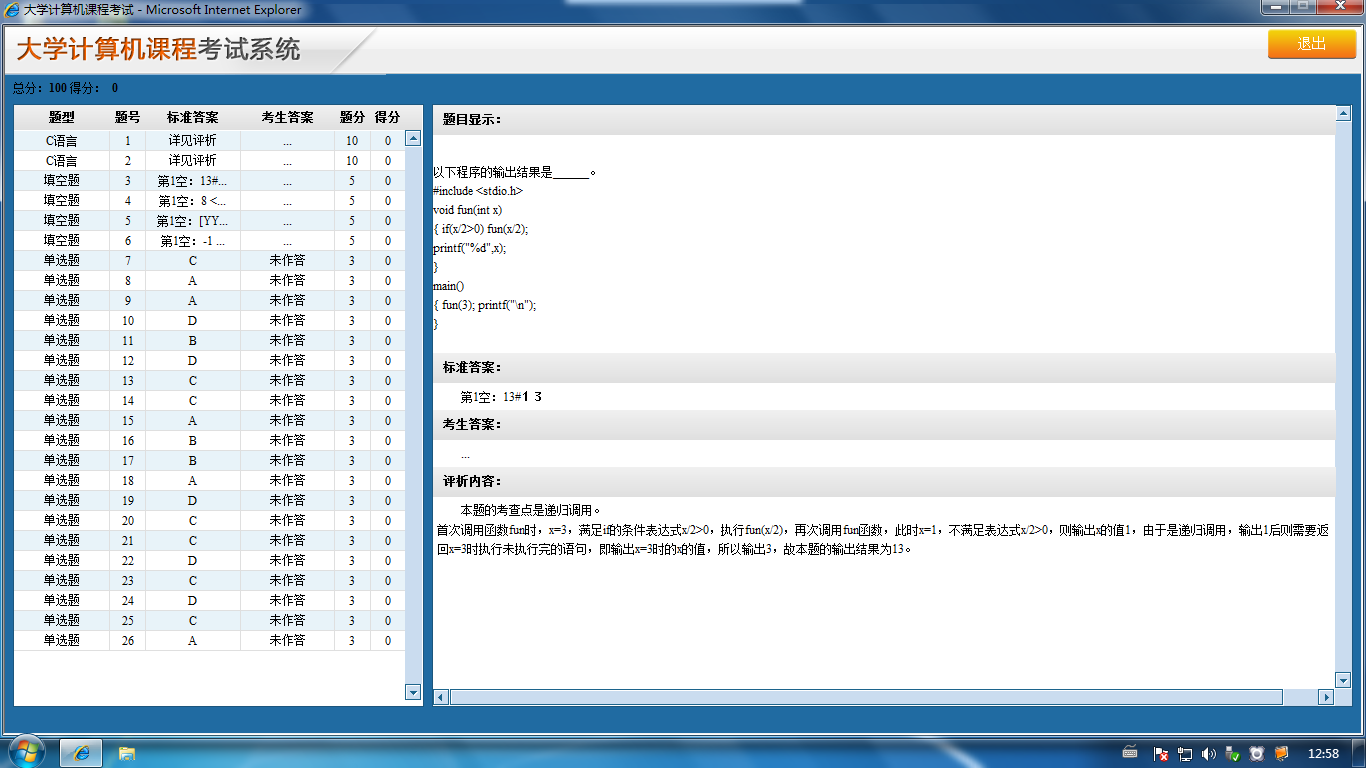 大学计算机课程考试 - Microsoft Internet Explorer
大学计算机课程考试系统
退出
总分：100 得分： 0
题型 题号 标准答案 考生答案 题分 得分
C语言 1 详见评析 ... 10 0
C语言 2 详见评析 ... 10 0
填空题 3 第1空：13#... ... 5 0
填空题 4 第1空：8 <... ... 5 0
填空题 5 第1空：[YY... ... 5 0
填空题 6 第1空：-1 ... ... 5 0
单选题 7 C 未作答 3 0
单选题 8 A 未作答 3 0
单选题 9 A 未作答 3 0
单选题 10 D 未作答 3 0
单选题 11 B 未作答 3 0
单选题 12 D 未作答 3 0
单选题 13 C 未作答 3 0
单选题 14 C 未作答 3 0
单选题 15 A 未作答 3 0
单选题 16 B 未作答 3 0
单选题 17 B 未作答 3 0
单选题 18 A 未作答 3 0
单选题 19 D 未作答 3 0
单选题 20 C 未作答 3 0
单选题 21 C 未作答 3 0
单选题 22 D 未作答 3 0
单选题 23 C 未作答 3 0
单选题 24 D 未作答 3 0
单选题 25 C 未作答 3 0
单选题 26 A 未作答 3 0
题目显示：
以下程序的输出结果是______。
#include <stdio.h>
void fun(int x)
{ if(x/2>0) fun(x/2);
printf("%d",x);
}
main()
{ fun(3); printf("\n");
}
标准答案：
第1空：13#１３
考生答案：
...
评析内容：
本题的考查点是递归调用。
首次调用函数fun时，x=3，满足if的条件表达式x/2>0，执行fun(x/2)，再次调用fun函数，此时x=1，不满足表达式x/2>0，则输出x的值1，由于是递归调用，输出1后则需要返
回x=3时执行未执行完的语句，即输出x=3时的x的值，所以输出3，故本题的输出结果为13。
12:58